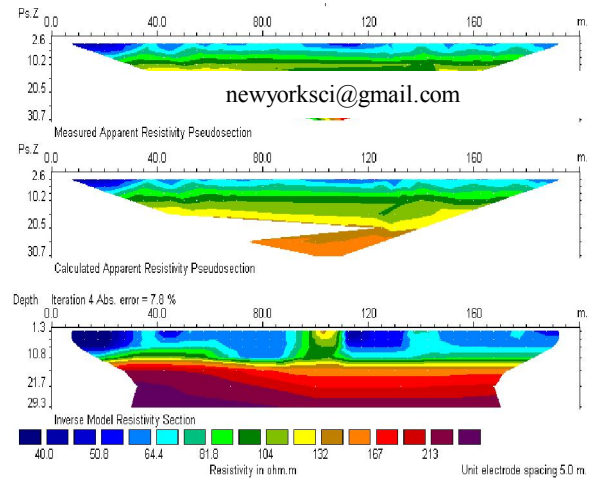 Ps.Z 0.0 40.0 80.0 120 160 m.
2.6
10.2
20.5
newyorksci@gmail.com
30.7
Measured Apparent Resistivity Pseudosection
Ps.Z 0.0 40.0 80.0 120 160 m.
2.6
10.2
20.5
30.7
Calculated Apparent Resistivity Pseudosection
Depth Iteration 4 Abs. error = 7.8 %
0.0 40.0 80.0 120 160 m.
1.3
10.8
21.7
29.3
Inverse Model Resistivity Section
40.0 50.8 64.4 81.8 104 132 167 213
Resistivity in ohm.m Unit electrode spacing 5.0 m.